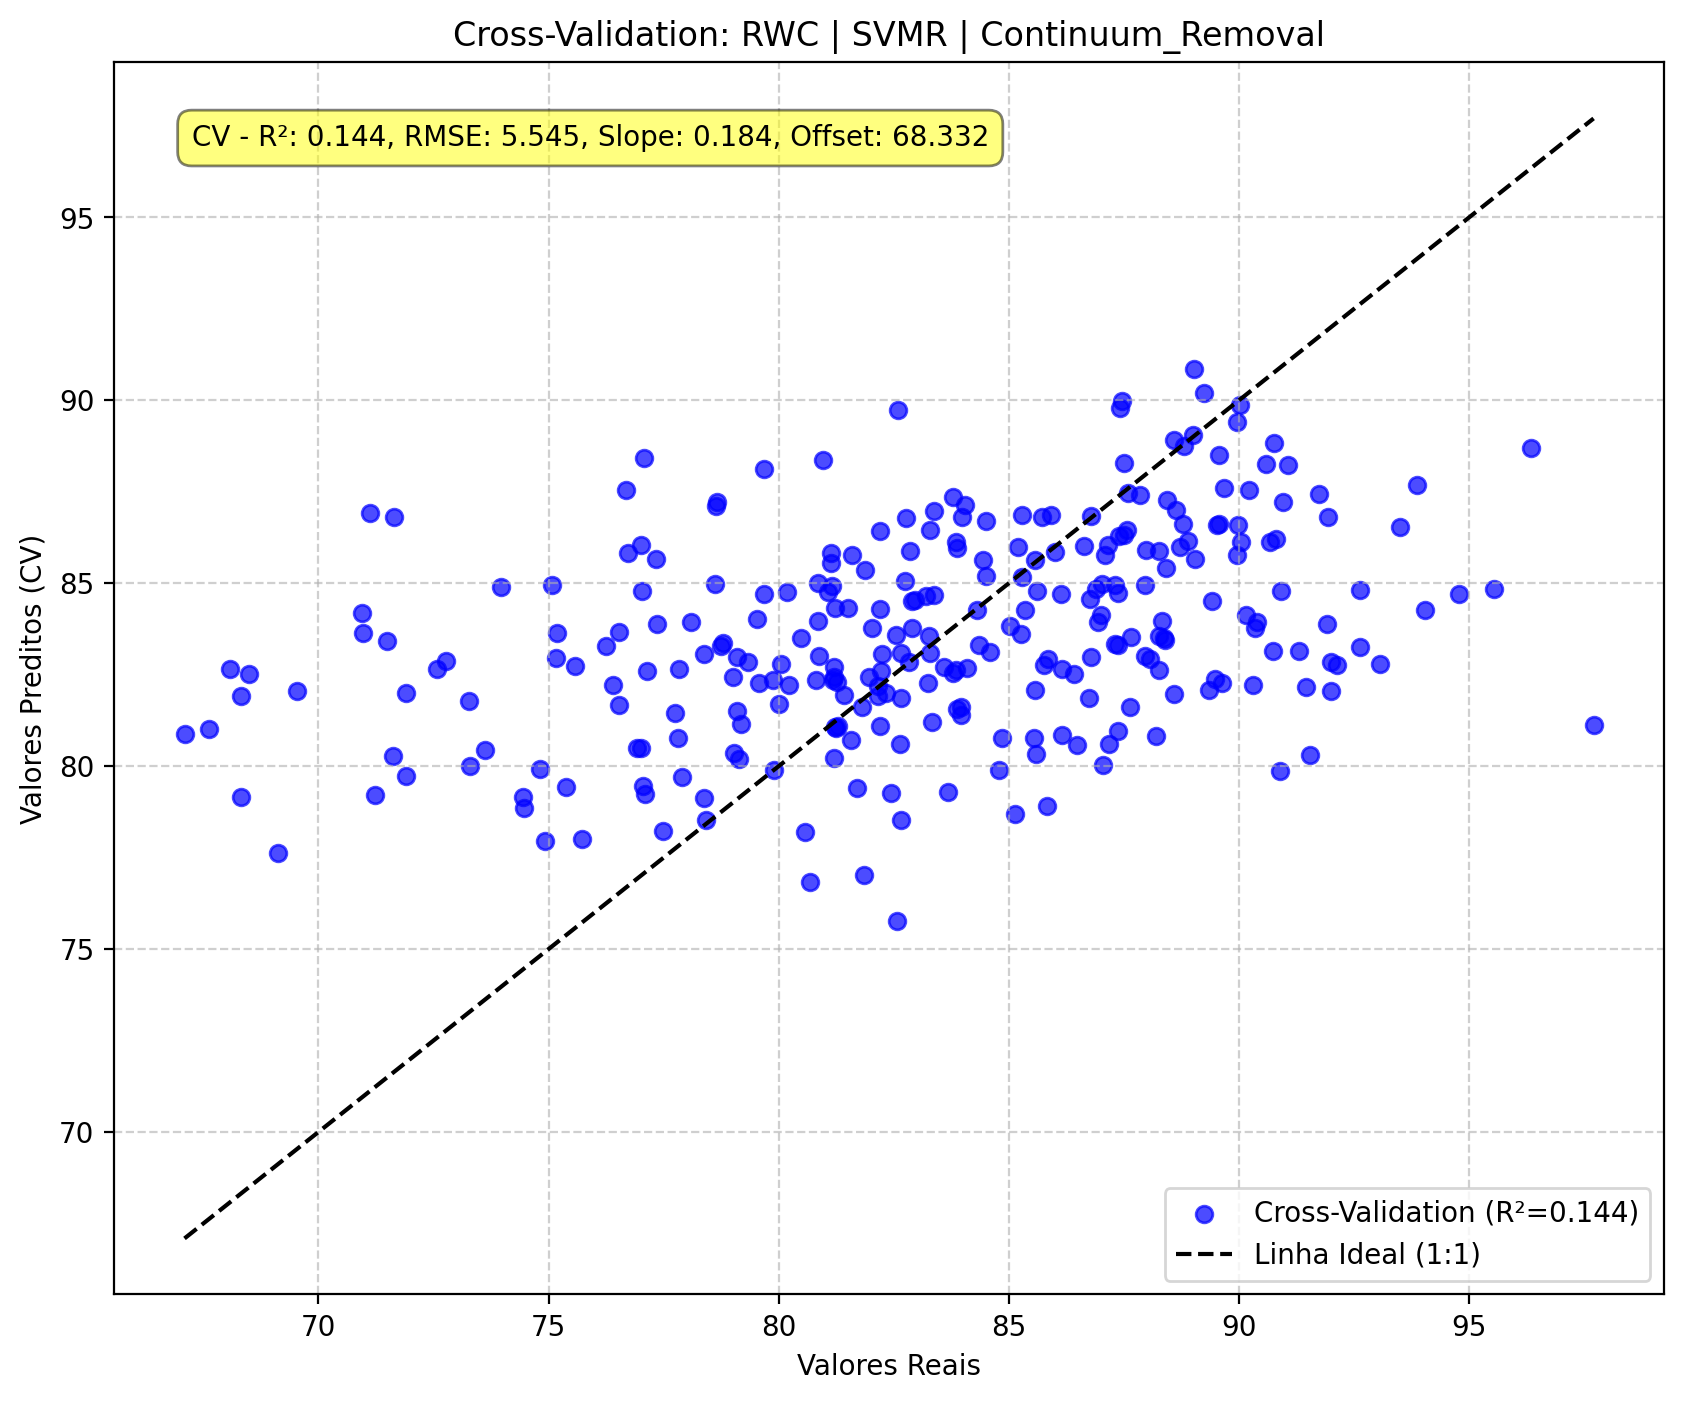 Cross-Validation: RWC | SVMR | Continuum_Removal
CV - R²: 0.144, RMSE: 5.545, Slope: 0.184, Offset: 68.332
Valores Preditos (CV)
95
90
85
80
75
70
Cross-Validation (R²=0.144)
Linha Ideal (1:1)
70 75 80 85 90 95
Valores Reais